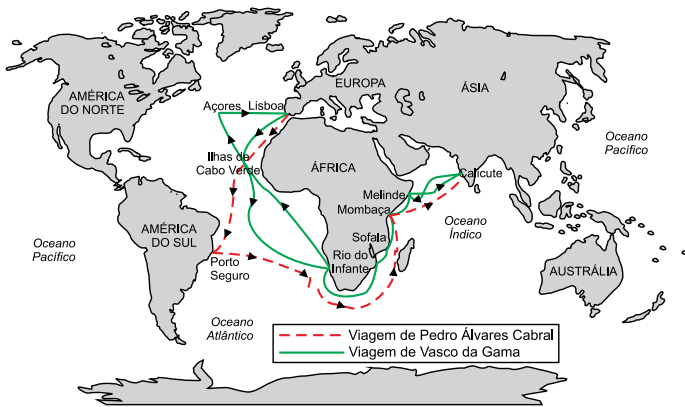 EUROPA
ÁSIA
AMÉRICA
DO NORTE
Açores
Lisboa
Oceano
Pacífico
Ilhas de
Cabo Verde
ÁFRICA
Calicute
Melinde
Mombaça
AMÉRICA
DO SUL
Oceano
Índico
Sofala
Oceano
Pacífico
Rio do
Infante
Porto
Seguro
AUSTRÁLIA
Oceano
Atlântico
Viagem de Pedro Álvares Cabral
Viagem de Vasco da Gama